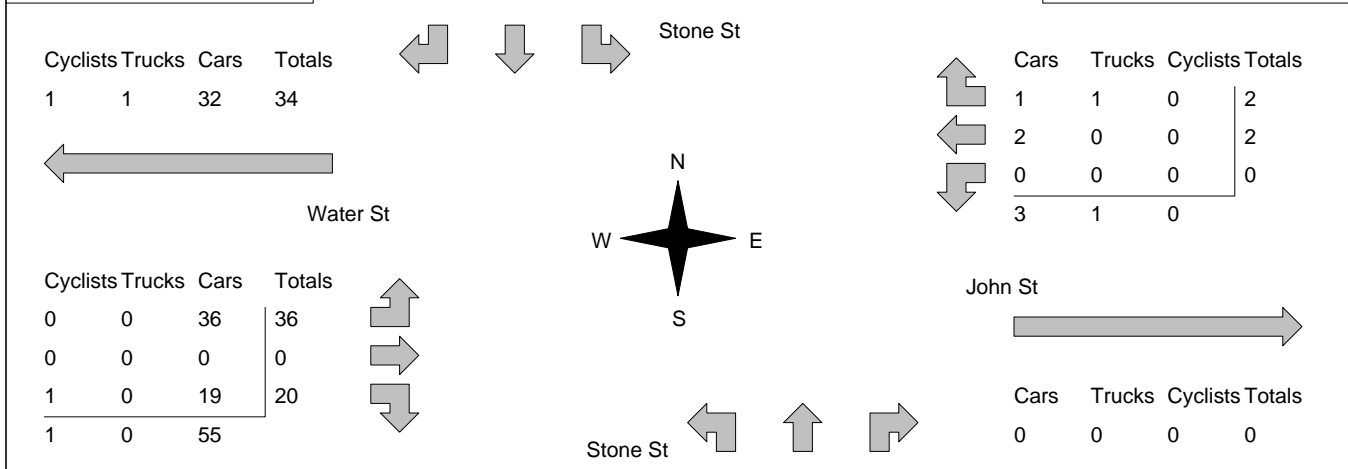 Stone St
Cyclists Trucks Cars Totals
1 1 32 34
Cars Trucks Cyclists Totals
1 1 0 2
2 0 0 2
0 0 0 0
3 1 0
Water St
N
W E
S
Cyclists Trucks Cars Totals
0 0 36 36
0 0 0 0
1 0 19 20
1 0 55
John St
Cars Trucks Cyclists Totals
0 0 0 0
Stone St